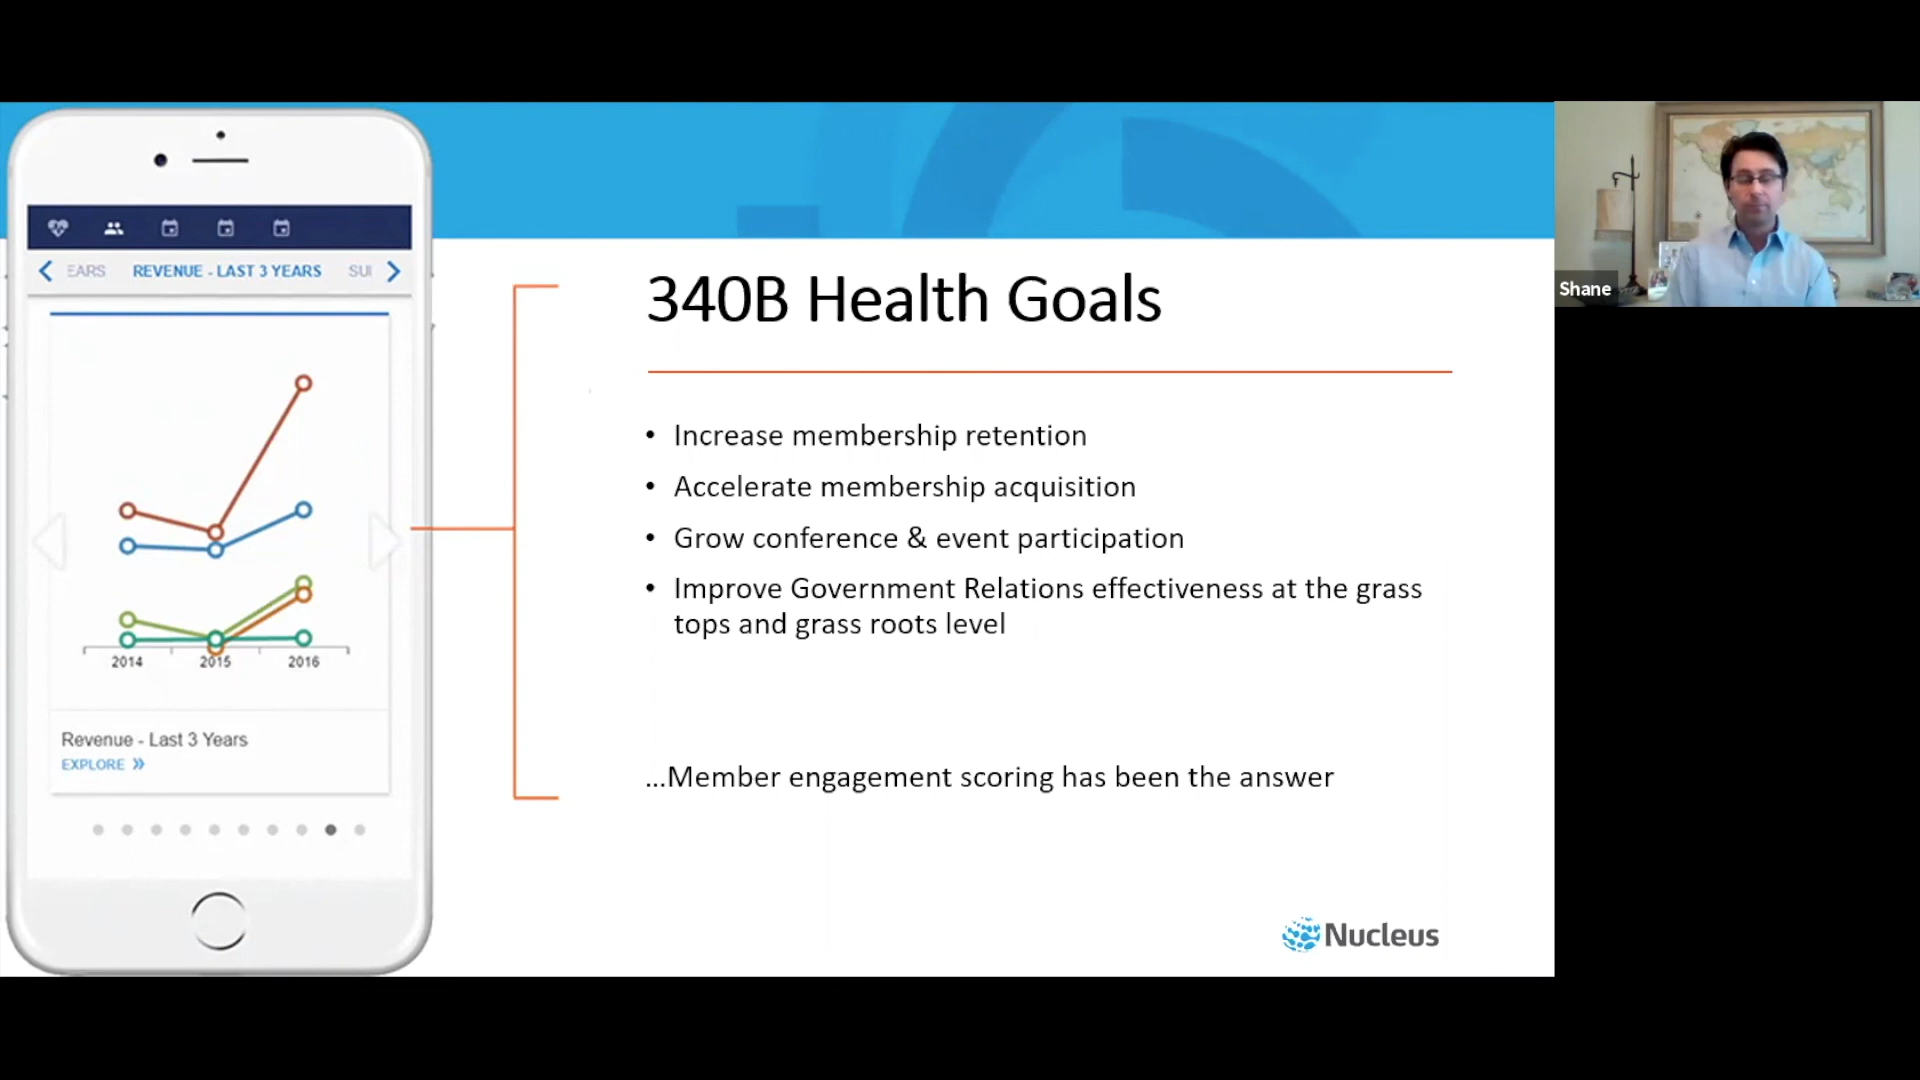 EARS REVENUE - LAST 3 YEARS SUI
2014 2015 2016
Revenue - Last 3 Years
EXPLORE »
340B Health Goals
• Increase membership retention
• Accelerate membership acquisition
• Grow conference & event participation
• Improve Government Relations effectiveness at the grass
tops and grass roots level
...Member engagement scoring has been the answer
Nucleus
Shane